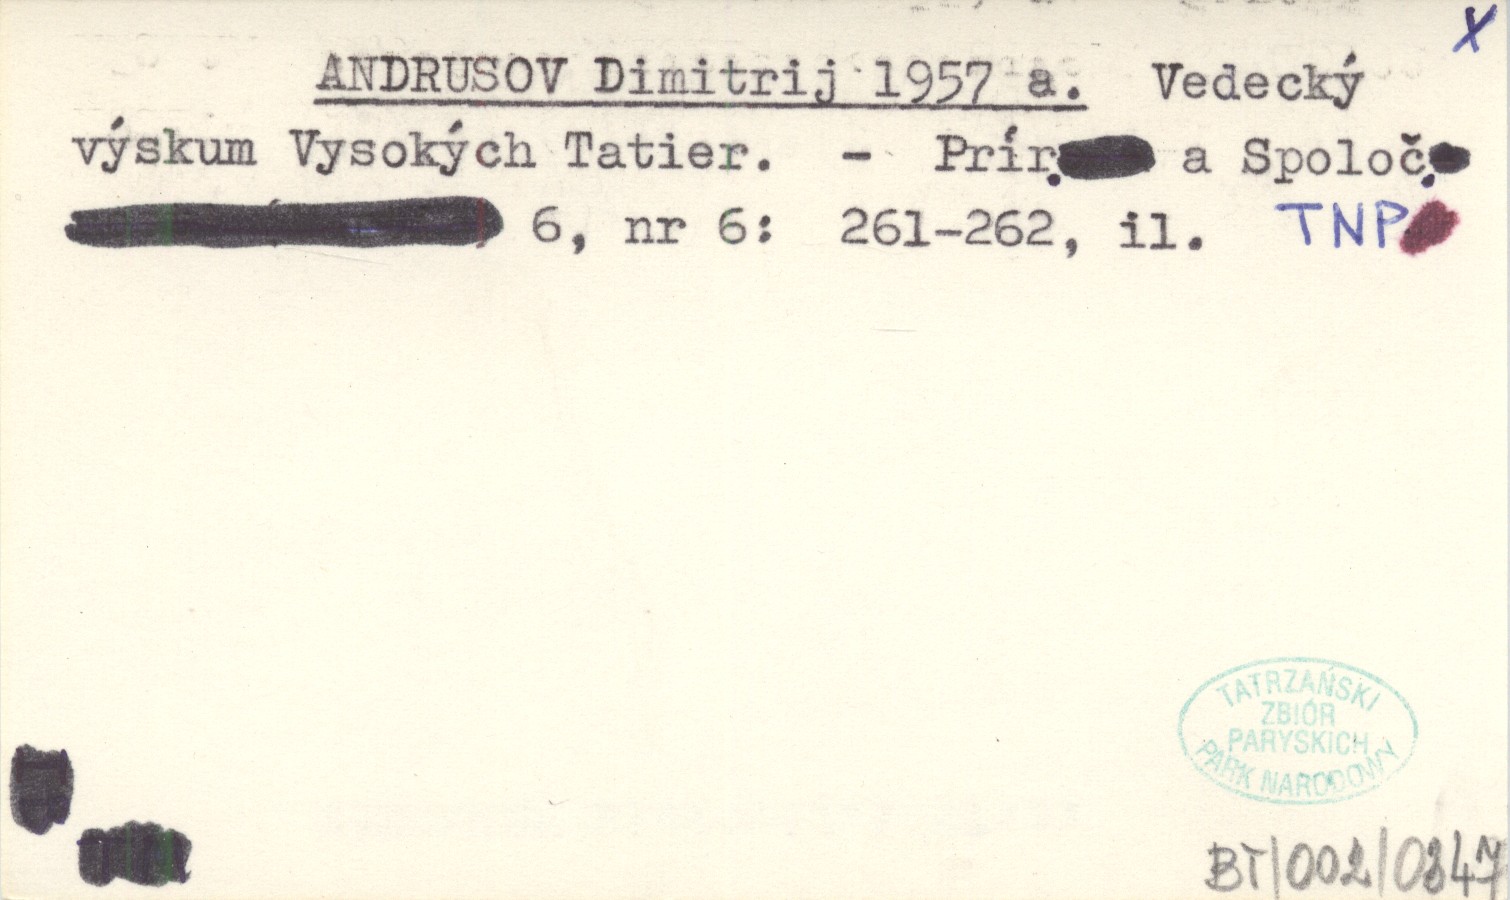 X
ANDRUSOV Dimitrij 1957 a. Vedecký
výskum Vysokých Tatier. - Prír. a Spoloč.
6, nr 6: 261-262, il. TNP
TATRZAŃSKI
ZBIÓR
PARYSKICH
PARK NARODOWY
BT/002/0347